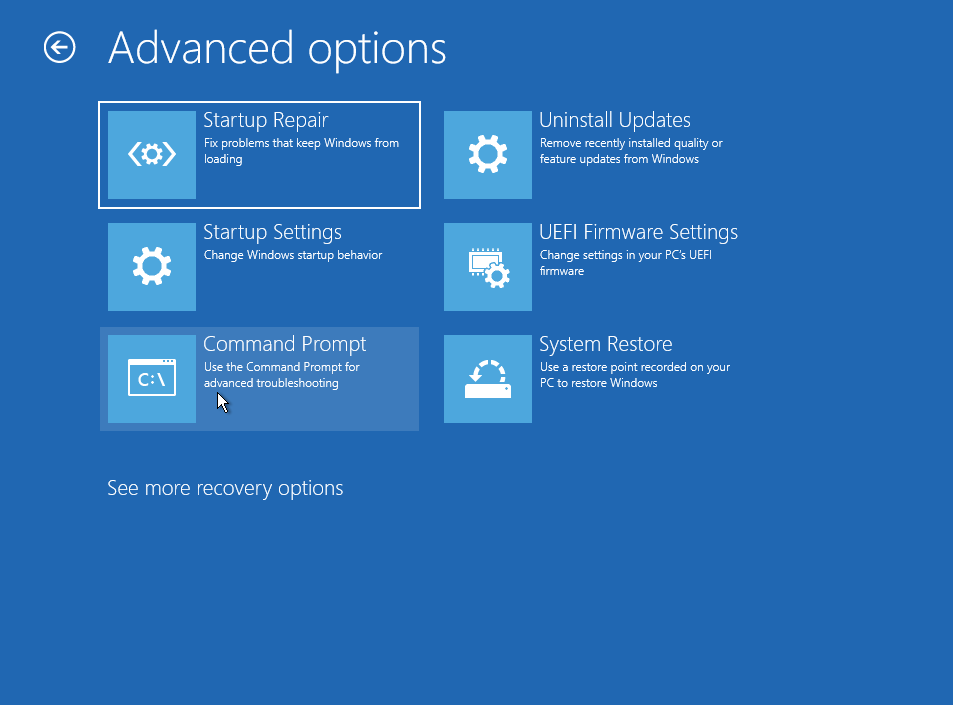 Advanced options
Startup Repair
Fix problems that keep Windows from
loading
Uninstall Updates
Remove recently installed quality or
feature updates from Windows
Startup Settings
Change Windows startup behavior
UEFI Firmware Settings
Change settings in your PC's UEFI
firmware
Command Prompt
Use the Command Prompt for
advanced troubleshooting
C:\
System Restore
Use a restore point recorded on your
PC to restore Windows
See more recovery options